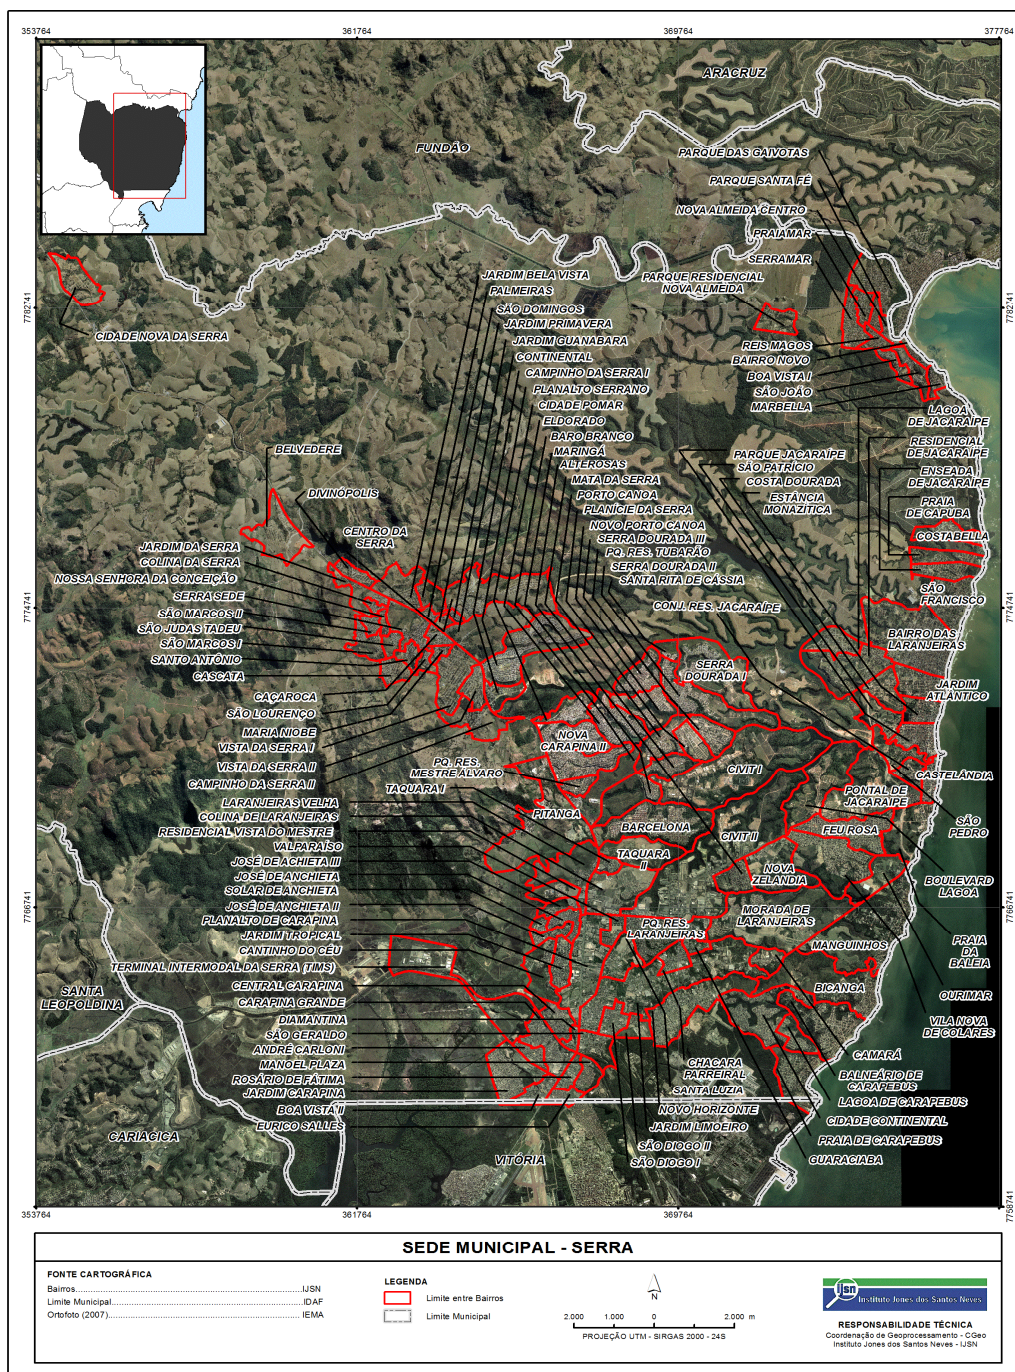 353764
361764
369764
377764
ARACRUZ
FUNDÃO
PARQUE DAS GAIVOTAS
PARQUE SANTA FÉ
NOVA ALMEIDA CENTRO
PRAIAMAR
SERRAMAR
PARQUE RESIDENCIAL
NOVA ALMEIDA
7782741
7782741
CIDADE NOVA DA SERRA
JARDIM BELA VISTA
PALMEIRAS
SÃO DOMINGOS
JARDIM PRIMAVERA
JARDIM GUANABARA
CONTINENTAL
CAMPINHO DA SERRA I
PLANALTO SERRANO
CIDADE POMAR
ELDORADO
BARO BRANCO
MARINGÁ
ALTEROSAS
MATA DA SERRA
PORTO CANOA
PLANÍCIE DA SERRA
NOVO PORTO CANOA
SERRA DOURADA III
PQ. RES. TUBARÃO
SERRA DOURADA II
SANTA RITA DE CÁSSIA
REIS MAGOS
BAIRRO NOVO
BOA VISTA I
SÃO JOÃO
MARBELLA
LAGOA
DE JACARAÍPE
RESIDENCIAL
DE JACARAÍPE
ENSEADA
DE JACARAÍPE
PRAIA
DE CAPUBA
COSTABELLA
SÃO
FRANCISCO
PARQUE JACARAÍPE
SÃO PATRÍCIO
COSTA DOURADA
ESTÂNCIA
MONAZÍTICA
CONJ. RES. JACARAÍPE
BELVEDERE
DIVINÓPOLIS
CENTRO DA
SERRA
JARDIM DA SERRA
COLINA DA SERRA
NOSSA SENHORA DA CONCEIÇÃO
SERRA SEDE
SÃO MARCOS II
SÃO JUDAS TADEU
SÃO MARCOS I
SANTO ANTÔNIO
CASCATA
CAÇAROCA
SÃO LOURENÇO
MARIA NIOBE
VISTA DA SERRA I
VISTA DA SERRA II
CAMPINHO DA SERRA II
7774741
7774741
BAIRRO DAS
LARANJEIRAS
JARDIM
ATLÂNTICO
SERRA
DOURADA I
NOVA
CARAPINA II
PQ. RES.
MESTRE ALVARO
TAQUARA I
CIVIT I
CASTELÂNDIA
PONTAL DE
JACARAIPE
SÃO
PEDRO
LARANJEIRAS VELHA
COLINA DE LARANJEIRAS
RESIDENCIAL VISTA DO MESTRE
VALPARAÍSO
JOSÉ DE ACHIETA III
JOSÉ DE ANCHIETA
SOLAR DE ANCHIETA
JOSÉ DE ANCHIETA II
PLANALTO DE CARAPINA
JARDIM TROPICAL
CANTINHO DO CÉU
TERMINAL INTERMODAL DA SERRA (TIMS)
CENTRAL CARAPINA
CARAPINA GRANDE
DIAMANTINA
SÃO GERALDO
ANDRÉ CARLONI
MANOEL PLAZA
ROSÁRIO DE FÁTIMA
JARDIM CARAPINA
BOA VISTA II
EURICO SALLES
PITANGA
BARCELONA
CIVIT II
FEU ROSA
TAQUARA
II
NOVA
ZELANDIA
BOULEVARD
LAGOA
7766741
7766741
MORADA DE
LARANJEIRAS
PQ. RES.
LARANJEIRAS
MANGUINHOS
PRAIA
DA
BALEIA
BICANGA
OURIMAR
VILA NOVA
DE COLARES
CAMARÁ
BALNEÁRIO DE
CARAPEBUS
LAGOA DE CARAPEBUS
CIDADE CONTINENTAL
PRAIA DE CARAPEBUS
GUARACIABA
CHACARA
PARREIRAL
SANTA LUZIA
NOVO HORIZONTE
JARDIM LIMOEIRO
SÃO DIOGO II
SÃO DIOGO I
SANTA
LEOPOLDINA
CARIACICA
VITÓRIA
7758741
353764
361764
369764
SEDE MUNICIPAL - SERRA
FONTE CARTOGRÁFICA
Bairros...IJSN
Limite Municipal...IDAF
Ortofoto (2007)...IEMA
LEGENDA
Limite entre Bairros
Limite Municipal
N
2.000 1.000 0 2.000 m
PROJEÇÃO UTM - SIRGAS 2000 - 24S
ijsn
Instituto Jones dos Santos Neves
RESPONSABILIDADE TÉCNICA
Coordenação de Geoprocessamento - CGeo
Instituto Jones dos Santos Neves - IJSN